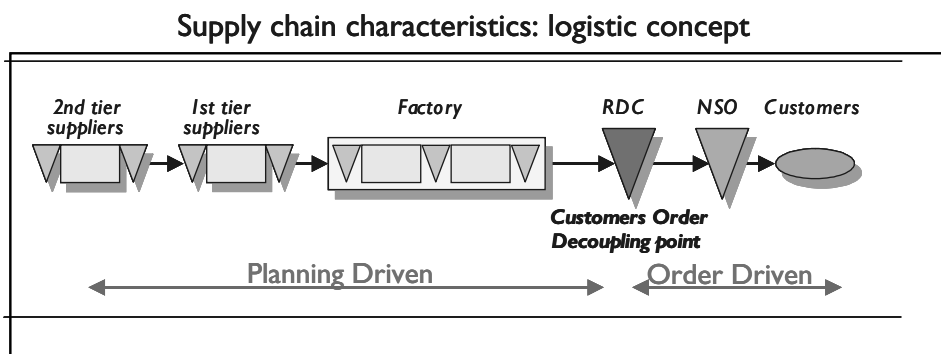 Supply chain characteristics: logistic concept
2nd tier
suppliers
1st tier
suppliers
Factory
RDC
NSO
Customers
Customers Order
Decoupling point
Planning Driven
Order Driven